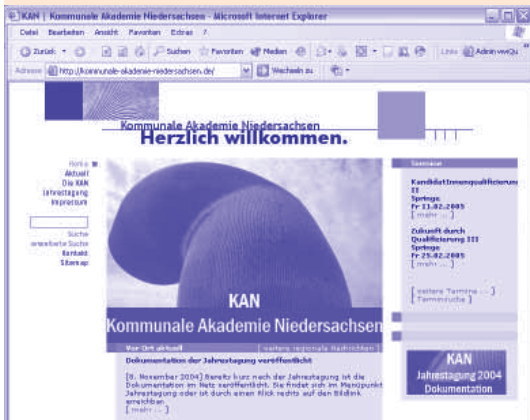 KAN | Kommunale Akademie Niedersachsen - Microsoft Internet Explorer
Datei Bearbeiten Ansicht Favoriten Extras ?
Zurück Suchen Favoriten Medien Links
Adresse http://kommunale-akademie-niedersachsen.de/ Wechseln zu
Kommunale Akademie Niedersachsen
Herzlich willkommen.
Home
Aktuell
Die KAN
Jahrestagung
Impressum
Suche
erweiterte Suche
Kontakt
Sitemap
KAN
Kommunale Akademie Niedersachsen
Vor Ort aktuell [ weitere regionale Nachrichten ]
Dokumentation der Jahrestagung veröffentlicht
[8. November 2004] Bereits kurz nach der Jahrestagung ist die
Dokumentation im Netz veröffentlicht. Sie findet sich im Menüpunkt
Jahrestagung oder ist durch einen Klick rechts auf den Bildlink
erreichbar.
[ mehr ... ]
KandidatInnenqualifizierung
II
Springe
Fr 11.02.2005
[ mehr ... ]
Zukunft durch
Qualifizierung III
Springe
Fr 25.02.2005
[ mehr ... ]
[ weitere Termine ... ]
[ Terminsuche ]
KAN
Jahrestagung 2004
Dokumentation